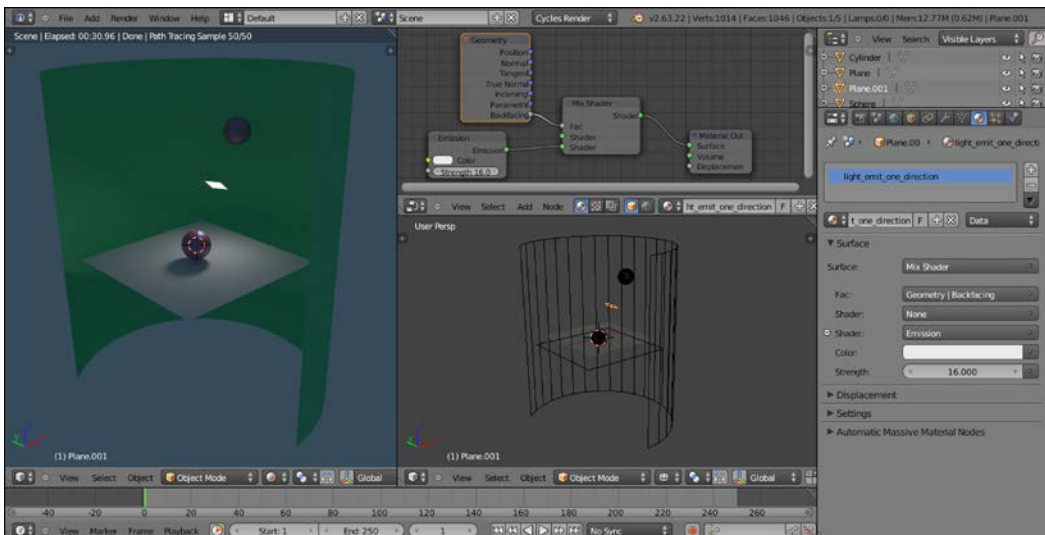 File Add Render Window Help Default Scene Cycles Render v2.63.22 | Verts:1014 | Faces:1046 | Objects:1/5 | Lamps:0/0 | Mem:12.77M (0.62M) | Plane.001
Scene | Elapsed: 00:30.96 | Done | Path Tracing Sample 50/50
(1) Plane.001
View Select Object Object Mode Global
Geometry
Position
Normal
Tangent
True Norma
Incoming
Parametric
Backfacing
Emission
Emission
Color
Strength 16.0
Mix Shader
Shader
Fac
Shader
Shader
Material Out
Surface
Volume
Displacemen
View Select Add Node ht_emit_one_direction F
User Persp
(1) Plane.001
View Select Object Object Mode Global
View Search Visible Layers
Cylinder
Plane
Plane.001
Sphere
Plane.00 light_emit_one_directi
light_emit_one_direction
t_one_direction F Data
Surface
Surface: Mix Shader
Fac: Geometry | Backfacing
Shader: None
Shader: Emission
Color:
Strength: 16.000
Displacement
Settings
Automatic Massive Material Nodes
-40 -20 0 20 40 60 80 100 120 140 160 180 200 220 240 260
View Marker Frame Playback Start: 1 End: 250 1 No Sync